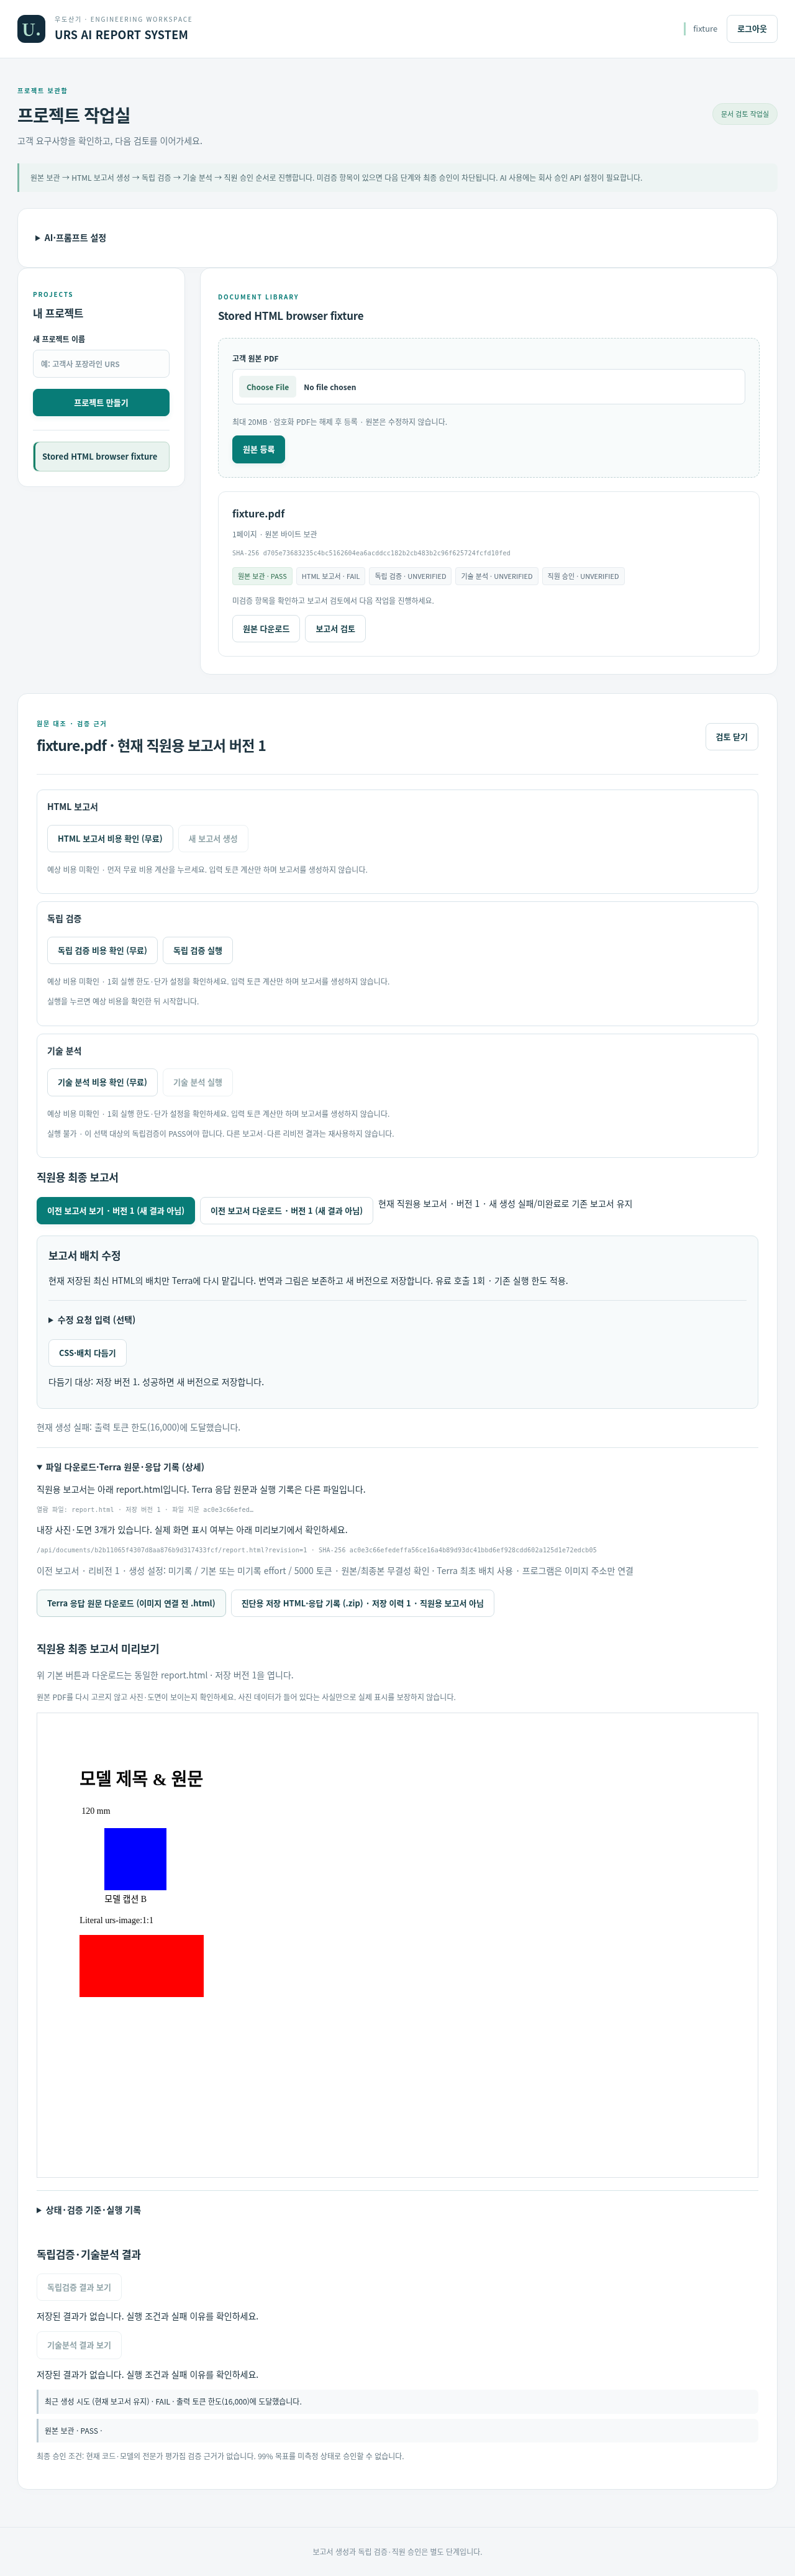 U.
우도산기 · ENGINEERING WORKSPACE
URS AI REPORT SYSTEM
fixture
로그아웃
프로젝트 보관함
프로젝트 작업실
문서 검토 작업실
고객 요구사항을 확인하고, 다음 검토를 이어가세요.
원본 보관 → HTML 보고서 생성 → 독립 검증 → 기술 분석 → 직원 승인 순서로 진행합니다. 미검증 항목이 있으면 다음 단계와 최종 승인이 차단됩니다. AI 사용에는 회사 승인 API 설정이 필요합니다.
▶ AI·프롬프트 설정
PROJECTS
내 프로젝트
새 프로젝트 이름
예: 고객사 포장라인 URS
프로젝트 만들기
Stored HTML browser fixture
DOCUMENT LIBRARY
Stored HTML browser fixture
고객 원본 PDF
Choose File No file chosen
최대 20MB · 암호화 PDF는 해제 후 등록 · 원본은 수정하지 않습니다.
원본 등록
fixture.pdf
1페이지 · 원본 바이트 보관
SHA-256 d705e73683235c4bc5162604ea6acddcc182b2cb483b2c96f625724fcfd10fed
원본 보관 · PASS
HTML 보고서 · FAIL
독립 검증 · UNVERIFIED
기술 분석 · UNVERIFIED
직원 승인 · UNVERIFIED
미검증 항목을 확인하고 보고서 검토에서 다음 작업을 진행하세요.
원본 다운로드
보고서 검토
원문 대조 · 검증 근거
fixture.pdf · 현재 직원용 보고서 버전 1
검토 닫기
HTML 보고서
HTML 보고서 비용 확인 (무료)
새 보고서 생성
예상 비용 미확인 · 먼저 무료 비용 계산을 누르세요. 입력 토큰 계산만 하며 보고서를 생성하지 않습니다.
독립 검증
독립 검증 비용 확인 (무료)
독립 검증 실행
예상 비용 미확인 · 1회 실행 한도·단가 설정을 확인하세요. 입력 토큰 계산만 하며 보고서를 생성하지 않습니다.
실행을 누르면 예상 비용을 확인한 뒤 시작합니다.
기술 분석
기술 분석 비용 확인 (무료)
기술 분석 실행
예상 비용 미확인 · 1회 실행 한도·단가 설정을 확인하세요. 입력 토큰 계산만 하며 보고서를 생성하지 않습니다.
실행 불가 · 이 선택 대상의 독립검증이 PASS여야 합니다. 다른 보고서·다른 리비전 결과는 재사용하지 않습니다.
직원용 최종 보고서
이전 보고서 보기 · 버전 1 (새 결과 아님)
이전 보고서 다운로드 · 버전 1 (새 결과 아님)
현재 직원용 보고서 · 버전 1 · 새 생성 실패/미완료로 기존 보고서 유지
보고서 배치 수정
현재 저장된 최신 HTML의 배치만 Terra에 다시 맡깁니다. 번역과 그림은 보존하고 새 버전으로 저장합니다. 유료 호출 1회 · 기존 실행 한도 적용.
▶ 수정 요청 입력 (선택)
CSS·배치 다듬기
다듬기 대상: 저장 버전 1. 성공하면 새 버전으로 저장합니다.
현재 생성 실패: 출력 토큰 한도(16,000)에 도달했습니다.
▼ 파일 다운로드·Terra 원문·응답 기록 (상세)
직원용 보고서는 아래 report.html입니다. Terra 응답 원문과 실행 기록은 다른 파일입니다.
열람 파일: report.html · 저장 버전 1 · 파일 지문 ac0e3c66efed…
내장 사진·도면 3개가 있습니다. 실제 화면 표시 여부는 아래 미리보기에서 확인하세요.
/api/documents/b2b11065f4307d8aa876b9d317433fcf/report.html?revision=1 · SHA-256 ac0e3c66efedeffa56ce16a4b89d93dc41bbd6ef928cdd602a125d1e72edcb05
이전 보고서 · 리비전 1 · 생성 설정: 미기록 / 기본 또는 미기록 effort / 5000 토큰 · 원본/최종본 무결성 확인 · Terra 최초 배치 사용 · 프로그램은 이미지 주소만 연결
Terra 응답 원문 다운로드 (이미지 연결 전 .html)
진단용 저장 HTML·응답 기록 (.zip) · 저장 이력 1 · 직원용 보고서 아님
직원용 최종 보고서 미리보기
위 기본 버튼과 다운로드는 동일한 report.html · 저장 버전 1을 엽니다.
원본 PDF를 다시 고르지 않고 사진·도면이 보이는지 확인하세요. 사진 데이터가 들어 있다는 사실만으로 실제 표시를 보장하지 않습니다.
모델 제목 & 원문
120 mm
모델 캡션 B
Literal urs-image:1:1
▶ 상태·검증 기준·실행 기록
독립검증·기술분석 결과
독립검증 결과 보기
저장된 결과가 없습니다. 실행 조건과 실패 이유를 확인하세요.
기술분석 결과 보기
저장된 결과가 없습니다. 실행 조건과 실패 이유를 확인하세요.
최근 생성 시도 (현재 보고서 유지) · FAIL · 출력 토큰 한도(16,000)에 도달했습니다.
원본 보관 · PASS ·
최종 승인 조건: 현재 코드·모델의 전문가 평가집 검증 근거가 없습니다. 99% 목표를 미측정 상태로 승인할 수 없습니다.
보고서 생성과 독립 검증·직원 승인은 별도 단계입니다.